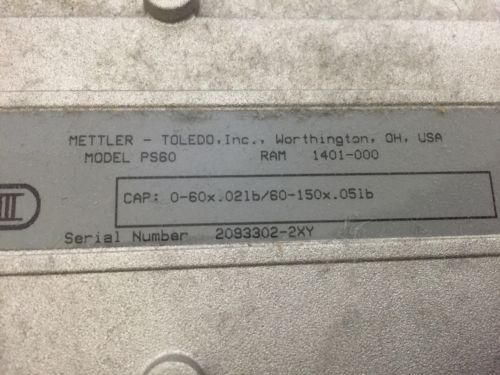 METTLER - TOLEDO,Inc., Worthington, OH, USA
MODEL PS60 RAM 1401-000
III
CAP: 0-60x.02lb/60-150x.05lb
Serial Number 2093302-2XY